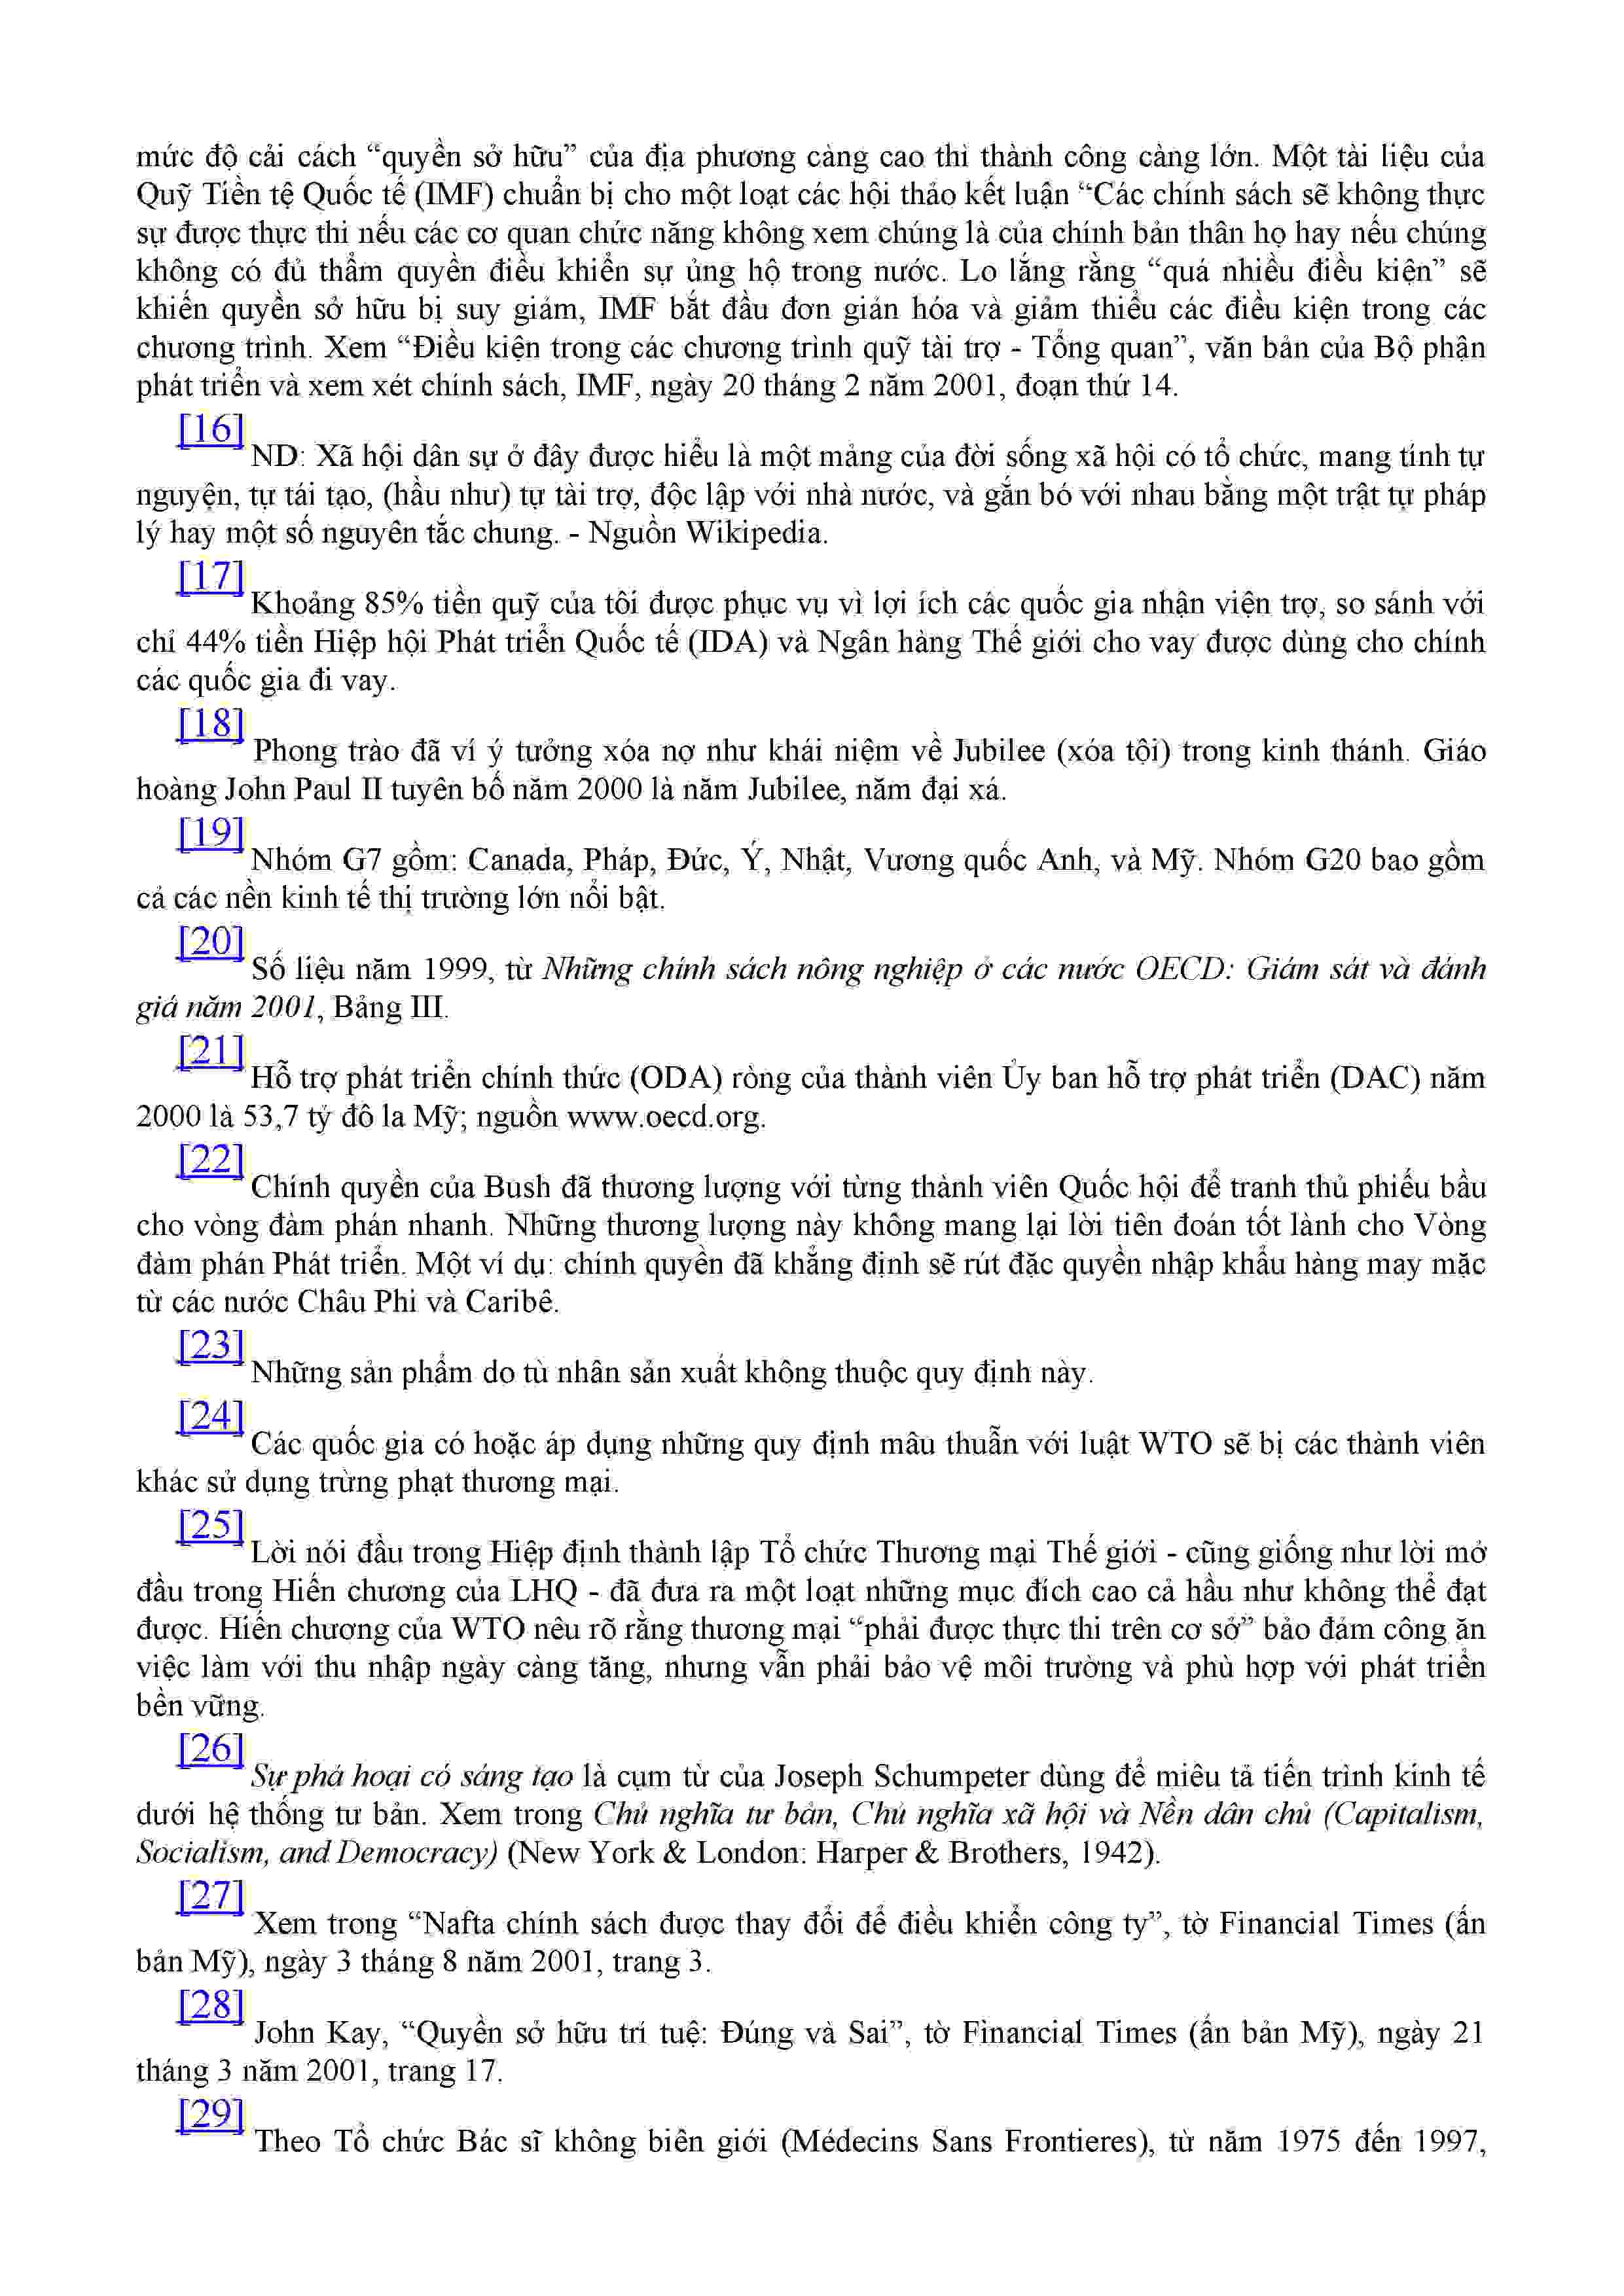 mức độ cải cách “quyền sở hữu” của địa phương càng cao thì thành công càng lớn. Một tài liệu của
Quỹ Tiền tệ Quốc tế (IMF) chuẩn bị cho một loạt các hội thảo kết luận “Các chính sách sẽ không thực
sự được thực thi nếu các cơ quan chức năng không xem chúng là của chính bản thân họ hay nếu chúng
không có đủ thẩm quyền điều khiển sự ủng hộ trong nước. Lo lắng rằng “quá nhiều điều kiện” sẽ
khiến quyền sở hữu bị suy giảm, IMF bắt đầu đơn giản hóa và giảm thiểu các điều kiện trong các
chương trình. Xem “Điều kiện trong các chương trình quỹ tài trợ - Tổng quan”, văn bản của Bộ phận
phát triển và xem xét chính sách, IMF, ngày 20 tháng 2 năm 2001, đoạn thứ 14.
[16] ND: Xã hội dân sự ở đây được hiểu là một mảng của đời sống xã hội có tổ chức, mang tính tự
nguyện, tự tái tạo, (hầu như) tự tài trợ, độc lập với nhà nước, và gắn bó với nhau bằng một trật tự pháp
lý hay một số nguyên tắc chung. - Nguồn Wikipedia.
[17] Khoảng 85% tiền quỹ của tôi được phục vụ vì lợi ích các quốc gia nhận viện trợ, so sánh với
chỉ 44% tiền Hiệp hội Phát triển Quốc tế (IDA) và Ngân hàng Thế giới cho vay được dùng cho chính
các quốc gia đi vay.
[18] Phong trào đã ví ý tưởng xóa nợ như khái niệm về Jubilee (xóa tội) trong kinh thánh. Giáo
hoàng John Paul II tuyên bố năm 2000 là năm Jubilee, năm đại xá.
[19] Nhóm G7 gồm: Canada, Pháp, Đức, Ý, Nhật, Vương quốc Anh, và Mỹ. Nhóm G20 bao gồm
cả các nền kinh tế thị trường lớn nổi bật.
[20] Số liệu năm 1999, từ Những chính sách nông nghiệp ở các nước OECD: Giám sát và đánh
giá năm 2001, Bảng III.
[21] Hỗ trợ phát triển chính thức (ODA) ròng của thành viên Ủy ban hỗ trợ phát triển (DAC) năm
2000 là 53,7 tỷ đô la Mỹ; nguồn www.oecd.org.
[22] Chính quyền của Bush đã thương lượng với từng thành viên Quốc hội để tranh thủ phiếu bầu
cho vòng đàm phán nhanh. Những thương lượng này không mang lại lời tiên đoán tốt lành cho Vòng
đàm phán Phát triển. Một ví dụ: chính quyền đã khẳng định sẽ rút đặc quyền nhập khẩu hàng may mặc
từ các nước Châu Phi và Caribê.
[23] Những sản phẩm do tù nhân sản xuất không thuộc quy định này.
[24] Các quốc gia có hoặc áp dụng những quy định mâu thuẫn với luật WTO sẽ bị các thành viên
khác sử dụng trừng phạt thương mại.
[25] Lời nói đầu trong Hiệp định thành lập Tổ chức Thương mại Thế giới - cũng giống như lời mở
đầu trong Hiến chương của LHQ - đã đưa ra một loạt những mục đích cao cả hầu như không thể đạt
được. Hiến chương của WTO nêu rõ rằng thương mại “phải được thực thi trên cơ sở” bảo đảm công ăn
việc làm với thu nhập ngày càng tăng, nhưng vẫn phải bảo vệ môi trường và phù hợp với phát triển
bền vững.
[26] Sự phá hoại có sáng tạo là cụm từ của Joseph Schumpeter dùng để miêu tả tiến trình kinh tế
dưới hệ thống tư bản. Xem trong Chủ nghĩa tư bản, Chủ nghĩa xã hội và Nền dân chủ (Capitalism,
Socialism, and Democracy) (New York & London: Harper & Brothers, 1942).
[27] Xem trong “Nafta chính sách được thay đổi để điều khiển công ty”, tờ Financial Times (ấn
bản Mỹ), ngày 3 tháng 8 năm 2001, trang 3.
[28] John Kay, “Quyền sở hữu trí tuệ: Đúng và Sai”, tờ Financial Times (ấn bản Mỹ), ngày 21
tháng 3 năm 2001, trang 17.
[29] Theo Tổ chức Bác sĩ không biên giới (Médecins Sans Frontieres), từ năm 1975 đến 1997,